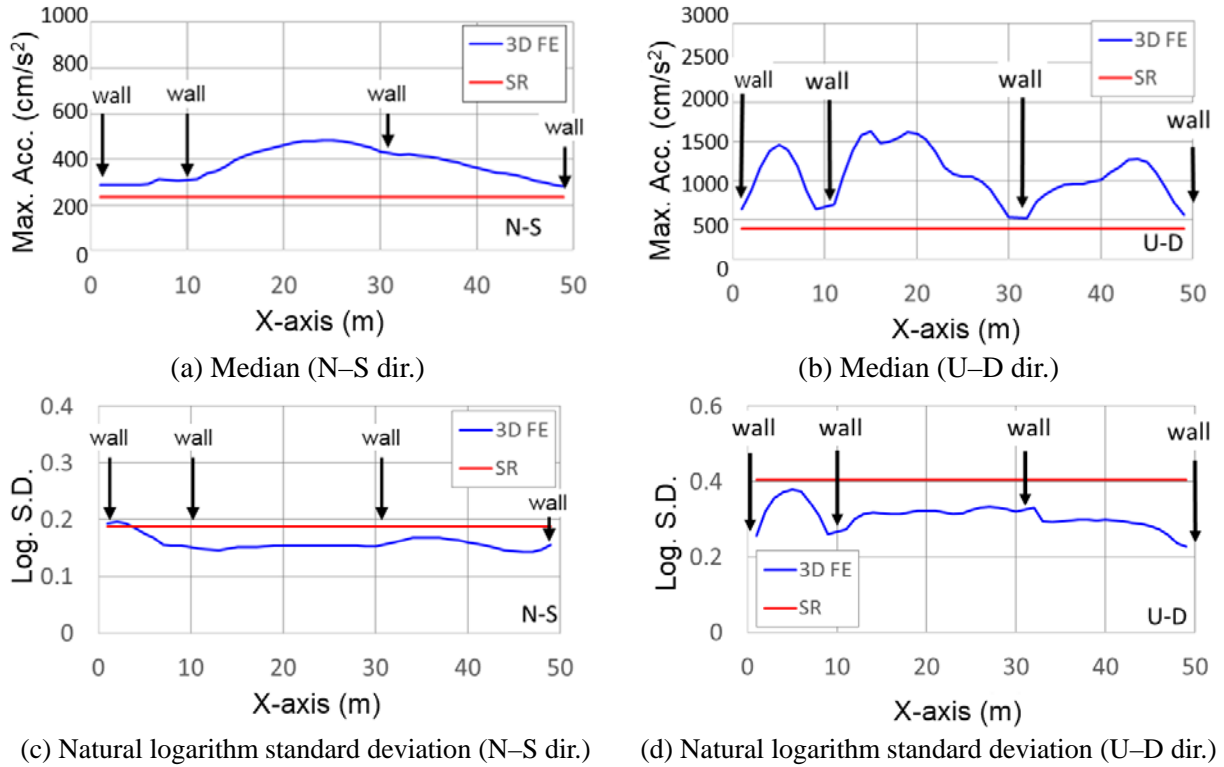 1000
800
600
400
200
0
Max. Acc. (cm/s²)
3D FE
SR
wall
wall
wall
wall
N-S
0
10
20
30
40
50
X-axis (m)
(a) Median (N–S dir.)
3000
2500
2000
1500
1000
500
0
Max. Acc. (cm/s²)
3D FE
SR
wall
wall
wall
wall
U-D
0
10
20
30
40
50
X-axis (m)
(b) Median (U–D dir.)
0.4
0.3
0.2
0.1
0
Log. S.D.
3D FE
SR
wall
wall
wall
wall
N-S
0
10
20
30
40
50
X-axis (m)
(c) Natural logarithm standard deviation (N–S dir.)
0.6
0.4
0.2
0
Log. S.D.
wall
wall
wall
wall
3D FE
SR
U-D
0
10
20
30
40
50
X-axis (m)
(d) Natural logarithm standard deviation (U–D dir.)